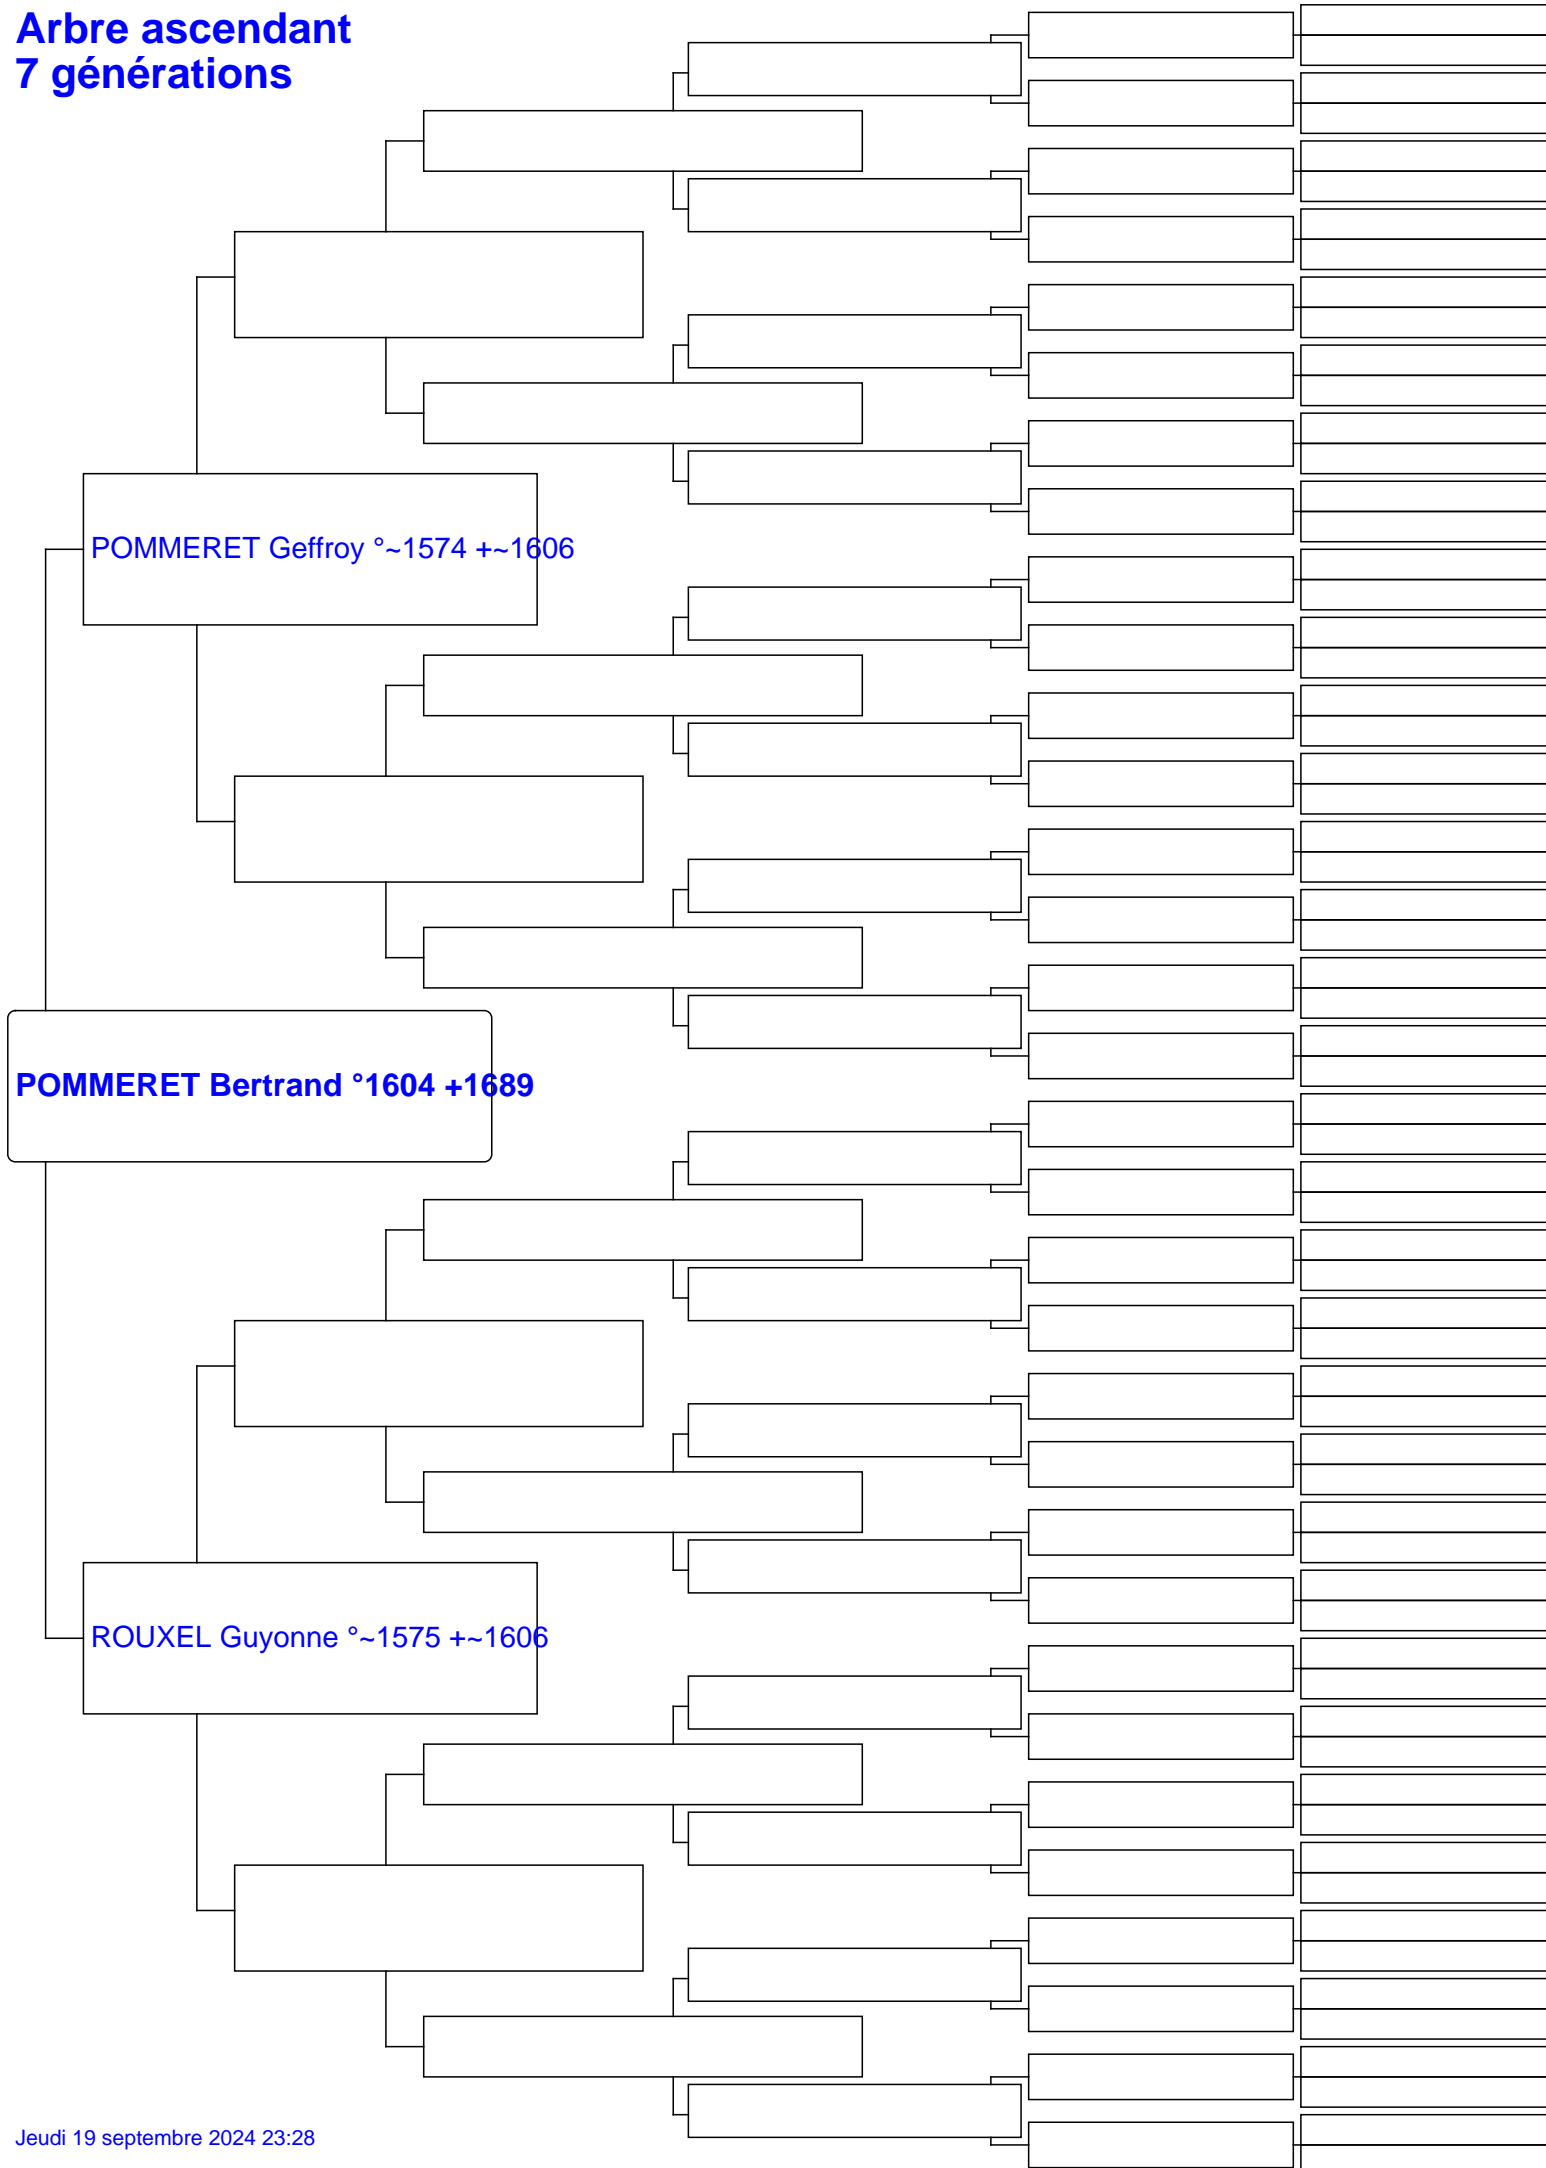 Arbre ascendant
7 générations
POMMERET Geffroy °~1574 +~1606
POMMERET Bertrand °1604 +1689
ROUXEL Guyonne °~1575 +~1606
Jeudi 19 septembre 2024 23:28